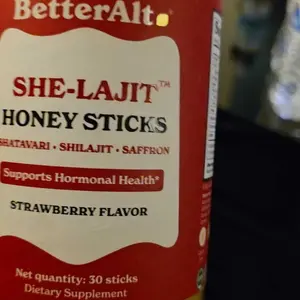 BetterAlt
SHE-LAJIT™
HONEY STICKS
SHATAVARI • SHILAJIT • SAFFRON
Supports Hormonal Health*
STRAWBERRY FLAVOR
Net quantity: 30 sticks
Dietary Supplement